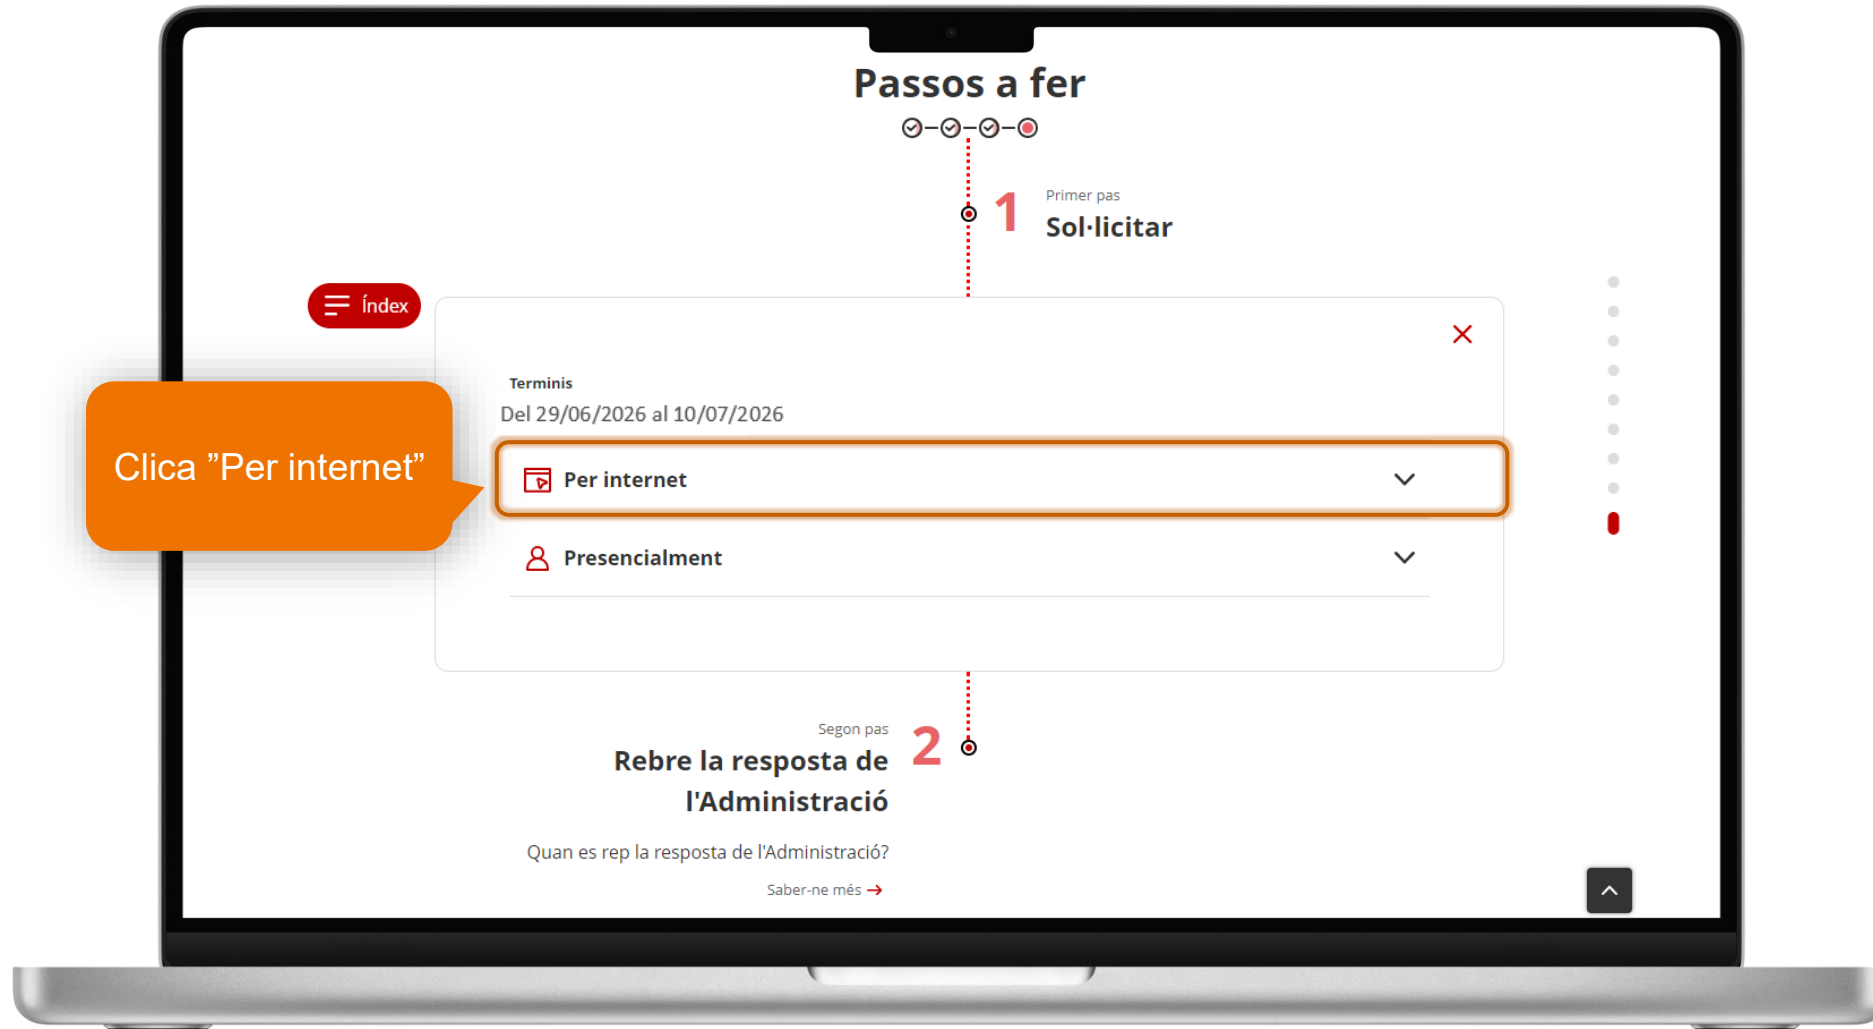 Passos a fer
1
Primer pas
Sol·licitar
Índex
Terminis
Del 29/06/2026 al 10/07/2026
Clica ”Per internet”
Per internet
Presencialment
Segon pas
2
Rebre la resposta de
l'Administració
Quan es rep la resposta de l'Administració?
Saber-ne més →